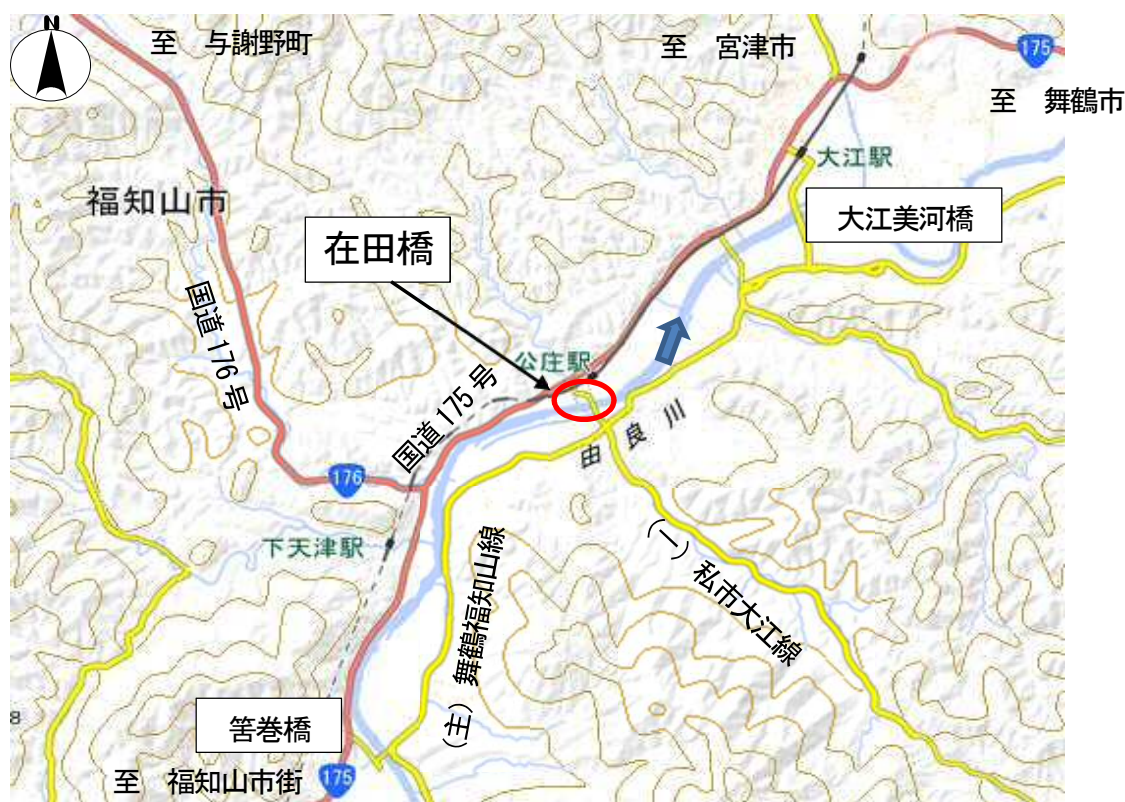 N
至 与謝野町
至 宮津市
175
至 舞鶴市
大江駅
福知山市
大江美河橋
在田橋
国道176号
公庄駅
国道175号
由良川
176
下天津駅
(一)私市大江線
(主)舞鶴福知山線
筈巻橋
8
至 福知山市街
175